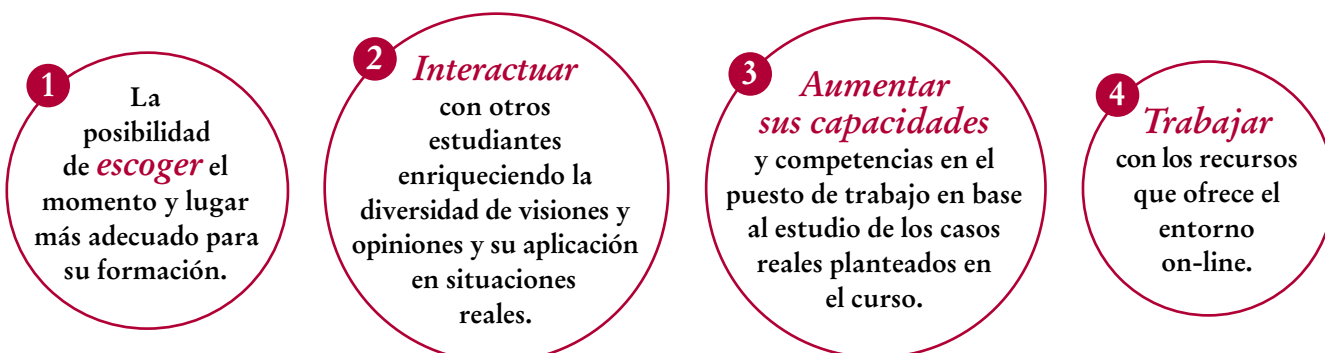 1
La
posibilidad
de escoger el
momento y lugar
más adecuado para
su formación.
2
Interactuar
con otros
estudiantes
enriqueciendo la
diversidad de visiones y
opiniones y su aplicación
en situaciones
reales.
3
Aumentar
sus capacidades
y competencias en el
puesto de trabajo en base
al estudio de los casos
reales planteados en
el curso.
4
Trabajar
con los recursos
que ofrece el
entorno
on-line.